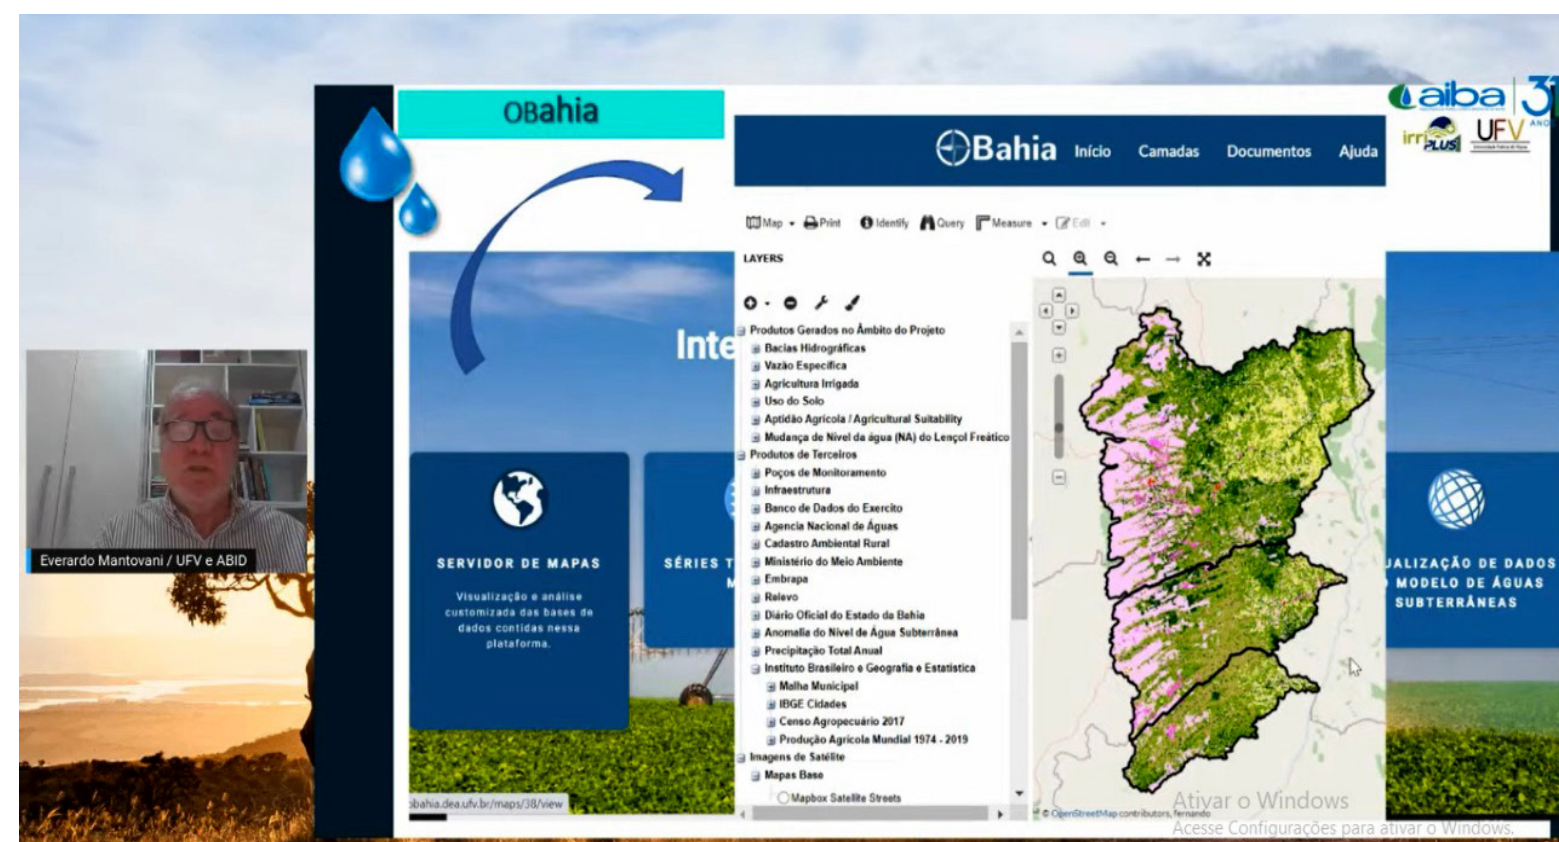 OBahia
aiba
31
ANOS
irriPLUS
UFV
Bahia
Início
Camadas
Documentos
Ajuda
Map
Print
Identify
Query
Measure
Edit
LAYERS
Inte
Produtos Gerados no Âmbito do Projeto
Bacias Hidrográficas
Vazão Específica
Agricultura Irrigada
Uso do Solo
Aptidão Agrícola / Agricultural Suitability
Mudança de Nível da água (NA) do Lençol Freático
Produtos de Terceiros
Poços de Monitoramento
Infraestrutura
Banco de Dados do Exercito
Agencia Nacional de Águas
Cadastro Ambiental Rural
Ministério do Meio Ambiente
Embrapa
Relevo
Diário Oficial do Estado da Bahia
Anomalia do Nível de Água Subterrânea
Precipitação Total Anual
Instituto Brasileiro e Geografia e Estatística
Malha Municipal
IBGE Cidades
Censo Agropecuário 2017
Produção Agrícola Mundial 1974 - 2019
Imagens de Satélite
Mapas Base
Mapbox Satellite Streets
SERVIDOR DE MAPAS
Visualização e análise
customizada das bases de
dados contidas nessa
plataforma.
SÉRIES T
M
UALIZAÇÃO DE DADOS
MODELO DE ÁGUAS
SUBTERRÂNEAS
Everardo Mantovani / UFV e ABID
obahia.dea.ufv.br/maps/38/view
© OpenStreetMap contributors, fernando
Ativar o Windows
Acesse Configurações para ativar o Windows.